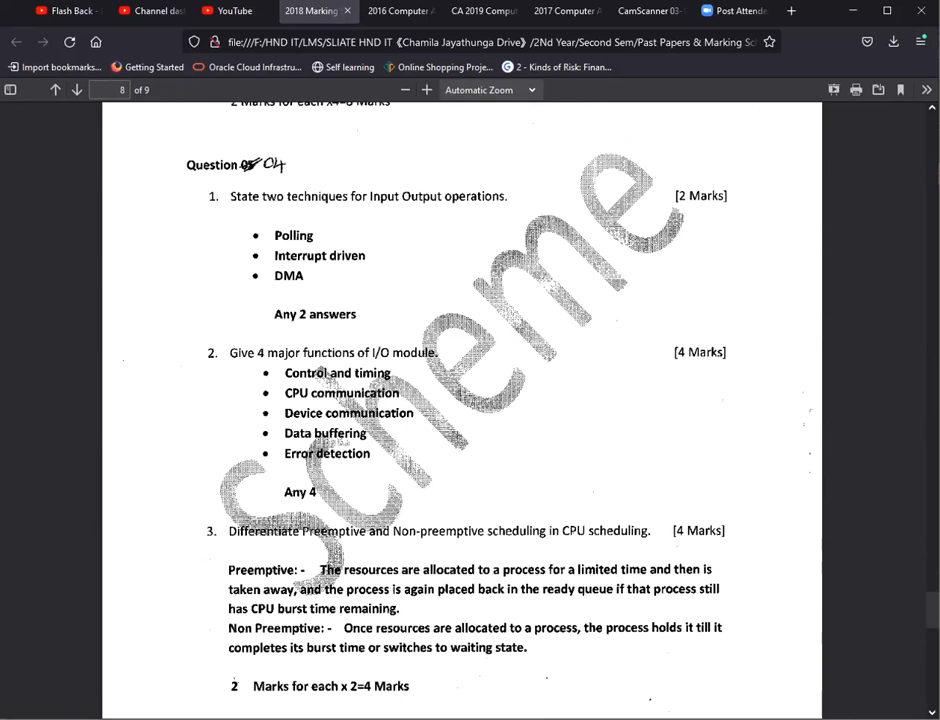 Flash Back -
Channel das
YouTube
2018 Marking
2016 Computer A
CA 2019 Comput
2017 Computer A
CamScanner 03-
Post Attende
file:///F:/HND IT/LMS/SLIATE HND IT 《Chamila Jayathunga Drive》/2Nd Year/Second Sem/Past Papers & Marking Sc
Import bookmarks...
Getting Started
Oracle Cloud Infrastru...
Self learning
Online Shopping Proje...
2 - Kinds of Risk: Finan...
8 of 9
Automatic Zoom
2 Marks for each x4=8 Marks
Question 05 04
1. State two techniques for Input Output operations. [2 Marks]
• Polling
• Interrupt driven
• DMA
Any 2 answers
2. Give 4 major functions of I/O module. [4 Marks]
• Control and timing
• CPU communication
• Device communication
• Data buffering
• Error detection
Any 4
3. Differentiate Preemptive and Non-preemptive scheduling in CPU scheduling. [4 Marks]
Preemptive: - The resources are allocated to a process for a limited time and then is
taken away, and the process is again placed back in the ready queue if that process still
has CPU burst time remaining.
Non Preemptive: - Once resources are allocated to a process, the process holds it till it
completes its burst time or switches to waiting state.
2 Marks for each x 2=4 Marks
Scheme